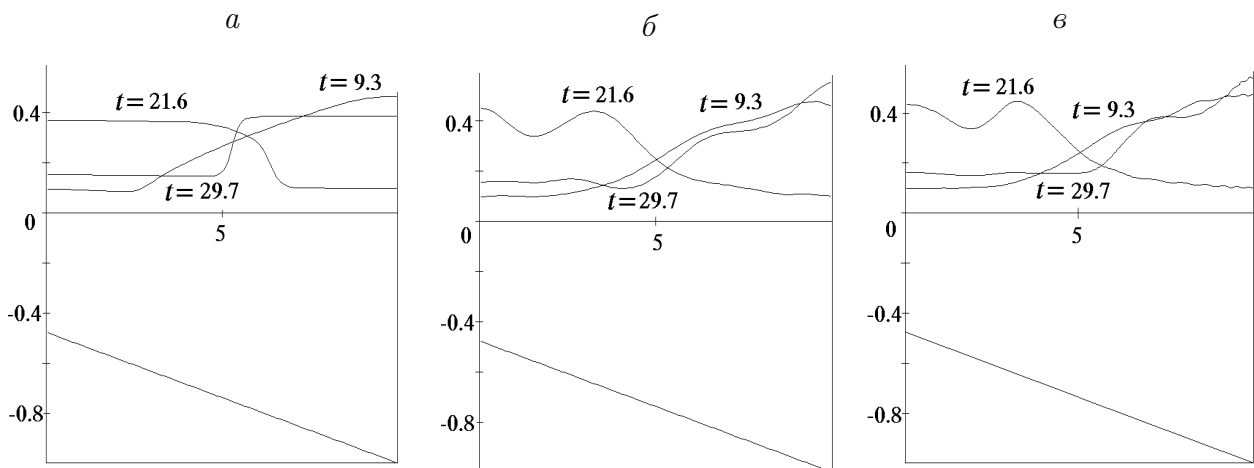 а
б
в
t = 9.3
t = 21.6
0.4
t = 29.7
0
5
-0.4
-0.8
t = 21.6
t = 9.3
0.4
t = 29.7
0
5
-0.4
-0.8
t = 21.6
t = 9.3
0.4
t = 29.7
0
5
-0.4
-0.8